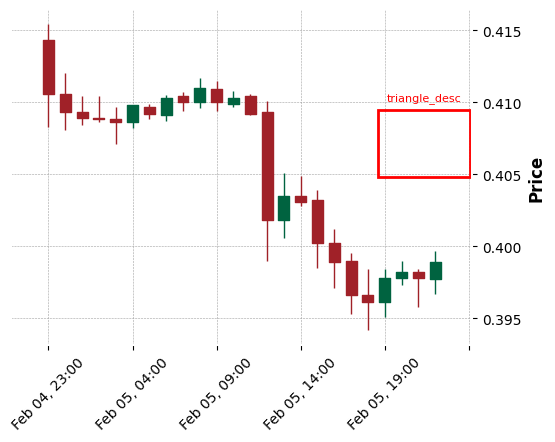 0.415
triangle_desc
0.410
0.405
0.400
0.395
Price
Feb 04, 23:00
Feb 05, 04:00
Feb 05, 09:00
Feb 05, 14:00
Feb 05, 19:00